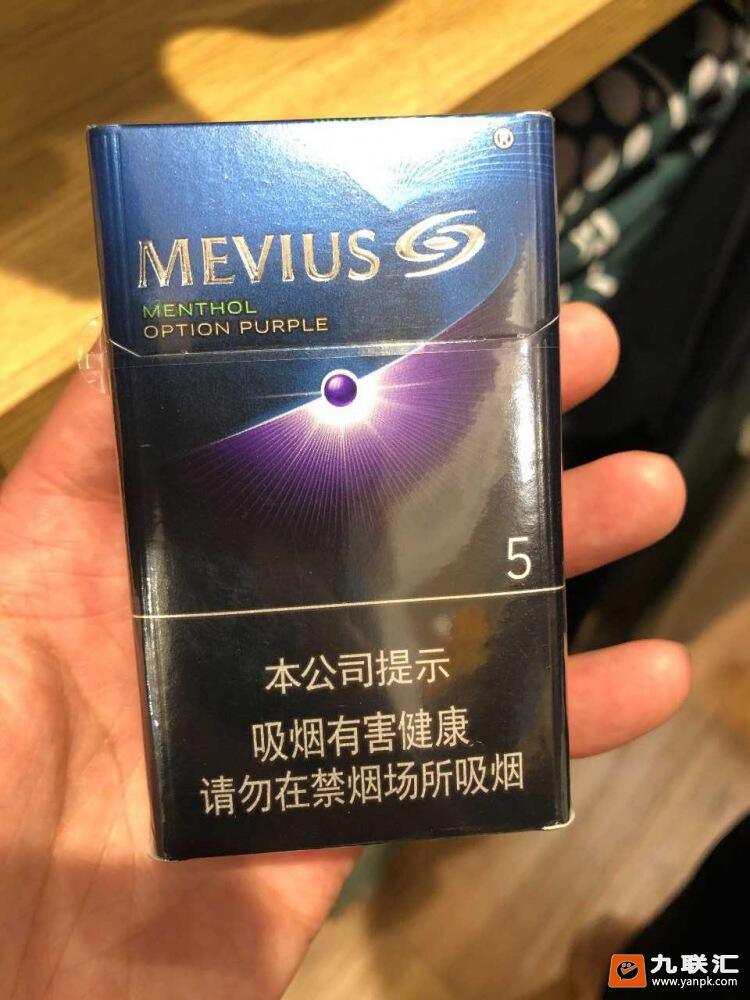 ®
MEVIUS
MENTHOL
OPTION PURPLE
5
本公司提示
吸烟有害健康
请勿在禁烟场所吸烟
九联汇
www.yanpk.com